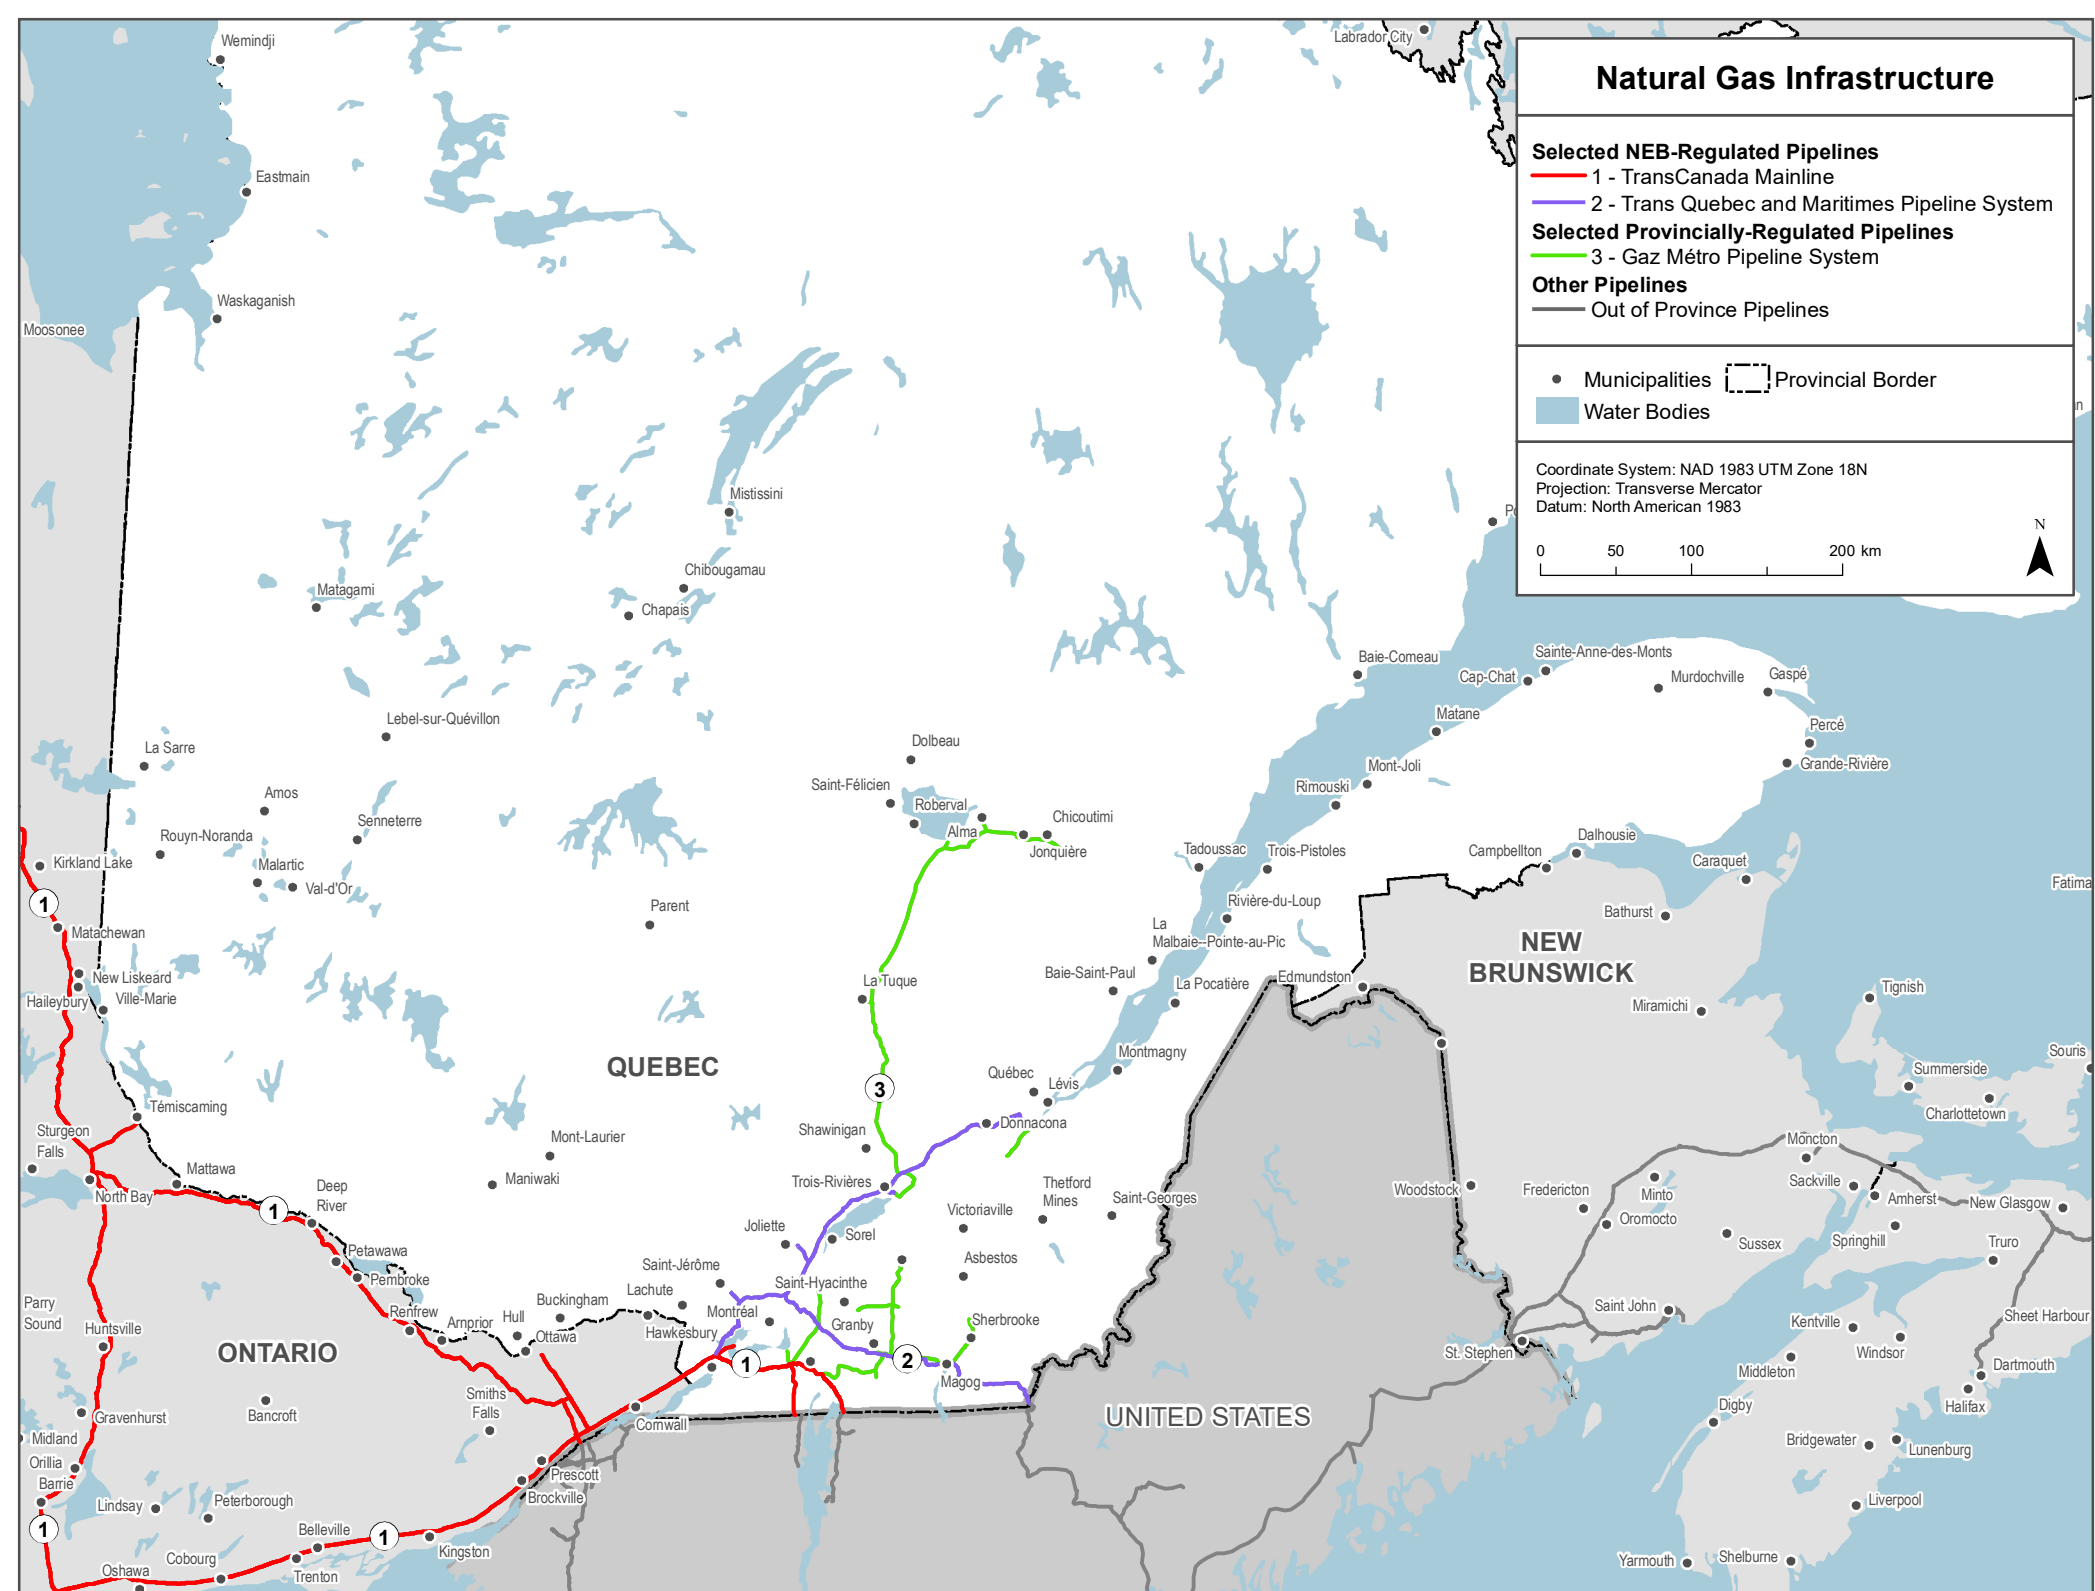 Wemindji
Labrador City
Natural Gas Infrastructure
Selected NEB-Regulated Pipelines
1 - TransCanada Mainline
2 - Trans Quebec and Maritimes Pipeline System
Selected Provincially-Regulated Pipelines
3 - Gaz Métro Pipeline System
Other Pipelines
Out of Province Pipelines
Municipalities
Provincial Border
Water Bodies
Coordinate System: NAD 1983 UTM Zone 18N
Projection: Transverse Mercator
Datum: North American 1983
N
0 50 100 200 km
Eastmain
Waskaganish
Moosonee
Mistissini
Chibougamau
Matagami
Chapais
Baie-Comeau
Sainte-Anne-des-Monts
Cap-Chat
Murdochville
Gaspé
Matane
Percé
Lebel-sur-Quévillon
La Sarre
Dolbeau
Grande-Rivière
Mont-Joli
Saint-Félicien
Rimouski
Amos
Roberval
Senneterre
Chicoutimi
Alma
Rouyn-Noranda
Dalhousie
Jonquière
Tadoussac
Trois-Pistoles
Campbellton
Caraquet
Kirkland Lake
Malartic
Val-d'Or
Fatima
1
Parent
Rivière-du-Loup
Bathurst
Matachewan
La
Malbaie--Pointe-au-Pic
NEW
BRUNSWICK
New Liskeard
Baie-Saint-Paul
Edmundston
La Tuque
La Pocatière
Haileybury
Ville-Marie
Tignish
Miramichi
QUEBEC
Montmagny
Souris
Québec
Lévis
Summerside
3
Témiscaming
Charlottetown
Donnacona
Sturgeon
Falls
Shawinigan
Mont-Laurier
Moncton
Mattawa
Maniwaki
Trois-Rivières
Thetford
Mines
Saint-Georges
Woodstock
Fredericton
Minto
Sackville
Amherst
North Bay
Deep
River
1
Victoriaville
Oromocto
New Glasgow
Joliette
Sorel
Sussex
Springhill
Truro
Petawawa
Pembroke
Saint-Jérôme
Asbestos
Saint-Hyacinthe
Lachute
Parry
Sound
Renfrew
Arnprior
Hull
Buckingham
Montréal
Saint John
Sheet Harbour
Huntsville
Ottawa
Hawkesbury
Granby
Sherbrooke
Kentville
Windsor
ONTARIO
1
2
St. Stephen
Dartmouth
Middleton
Magog
Smiths
Falls
Halifax
Digby
Gravenhurst
Bancroft
Cornwall
UNITED STATES
Midland
Bridgewater
Lunenburg
Orillia
Barrie
Prescott
Brockville
Lindsay
Peterborough
Liverpool
1
Belleville
1
Kingston
Cobourg
Oshawa
Trenton
Yarmouth
Shelburne